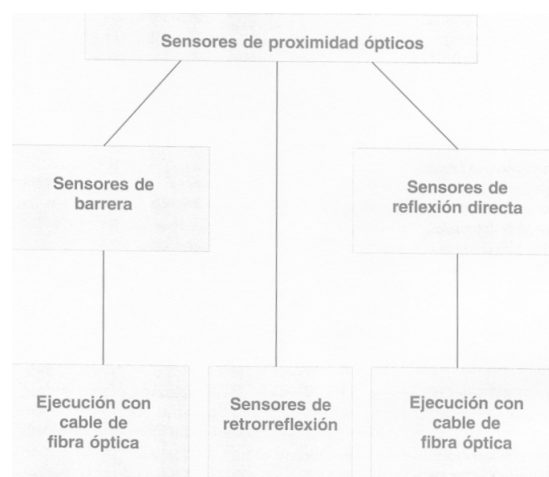 Sensores de proximidad ópticos
Sensores de
barrera
Sensores de
reflexión directa
Ejecución con
cable de
fibra óptica
Sensores de
retrorreflexión
Ejecución con
cable de
fibra óptica